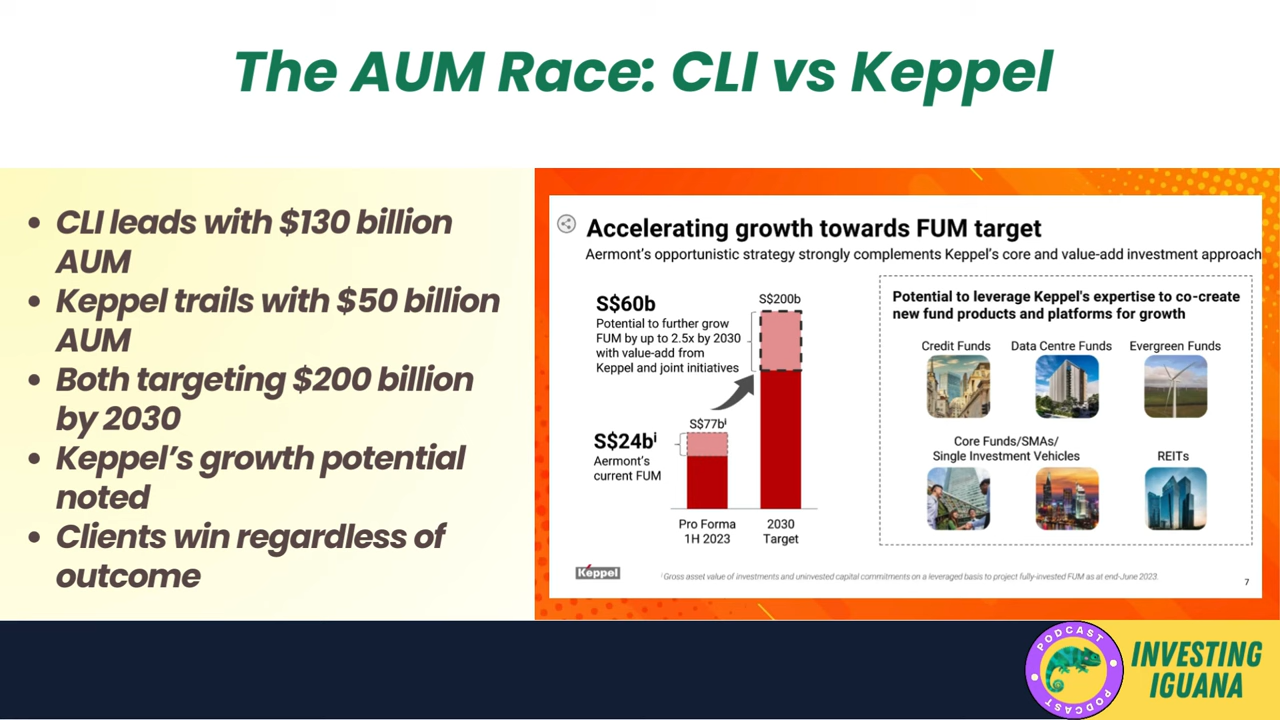 The AUM Race: CLI vs Keppel
• CLI leads with $130 billion
AUM
• Keppel trails with $50 billion
AUM
• Both targeting $200 billion
by 2030
• Keppel's growth potential
noted
• Clients win regardless of
outcome
Accelerating growth towards FUM target
Aermont's opportunistic strategy strongly complements Keppel's core and value-add investment approach
S$60b
Potential to further grow
FUM by up to 2.5x by 2030
with value-add from
Keppel and joint initiatives
S$200b
S$77bⁱ
S$24bⁱ
Aermont's
current FUM
Pro Forma
1H 2023
2030
Target
Potential to leverage Keppel's expertise to co-create
new fund products and platforms for growth
Credit Funds
Data Centre Funds
Evergreen Funds
Core Funds/SMAs/
Single Investment Vehicles
REITs
Keppel
ⁱ Gross asset value of investments and uninvested capital commitments on a leveraged basis to project fully-invested FUM as at end-June 2023.
7
PODCAST
PODCAST
INVESTING
IGUANA